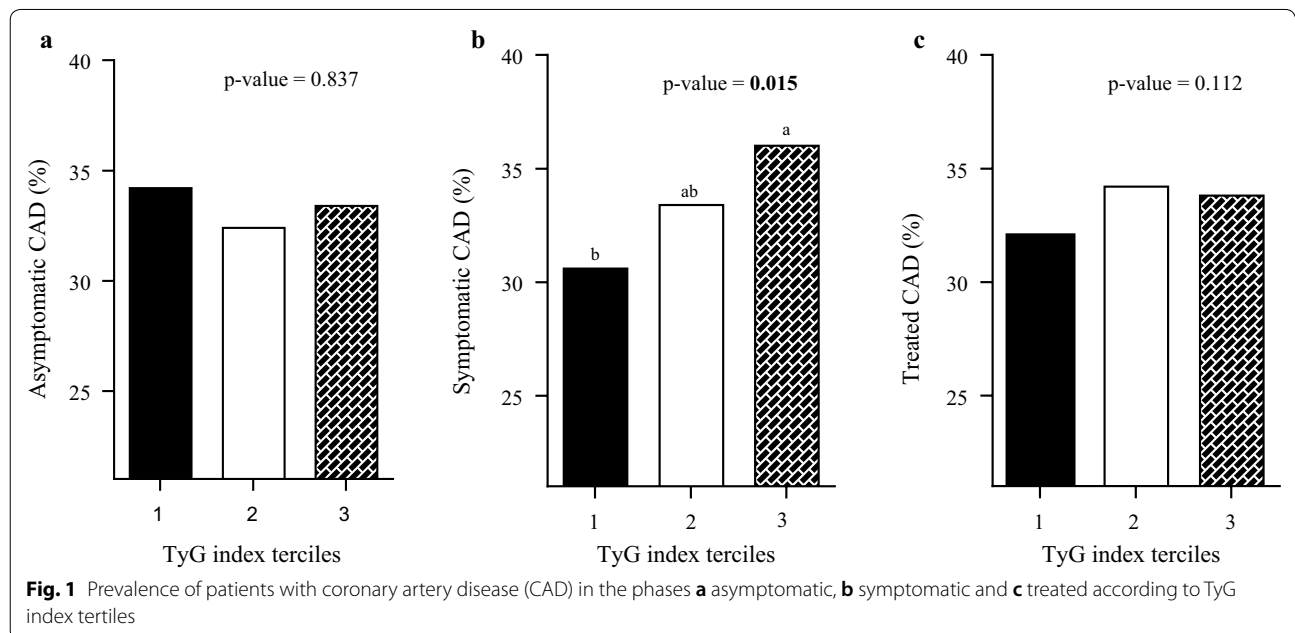 a
40
p-value = 0.837
35
30
25
Asymptomatic CAD (%)
1 2 3
TyG index terciles
b
40
p-value = 0.015
a
35
ab
30
b
25
Symptomatic CAD (%)
1 2 3
TyG index terciles
c
40
p-value = 0.112
35
30
25
Treated CAD (%)
1 2 3
TyG index terciles
Fig. 1 Prevalence of patients with coronary artery disease (CAD) in the phases a asymptomatic, b symptomatic and c treated according to TyG
index tertiles